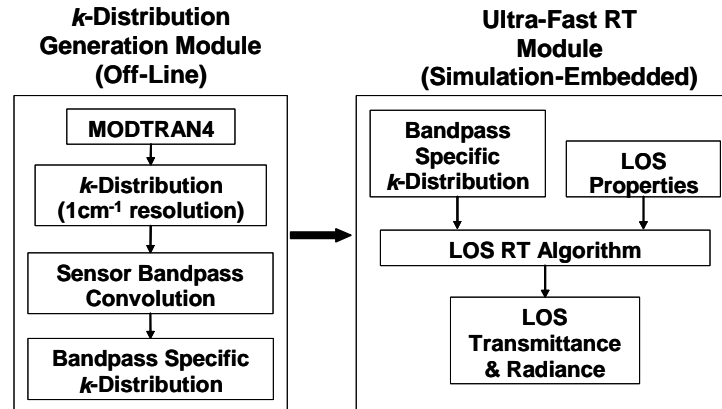 k-Distribution
Generation Module
(Off-Line)
MODTRAN4
k-Distribution
(1cm⁻¹ resolution)
Sensor Bandpass
Convolution
Bandpass Specific
k-Distribution
Ultra-Fast RT
Module
(Simulation-Embedded)
Bandpass
Specific
k-Distribution
LOS
Properties
LOS RT Algorithm
LOS
Transmittance
& Radiance